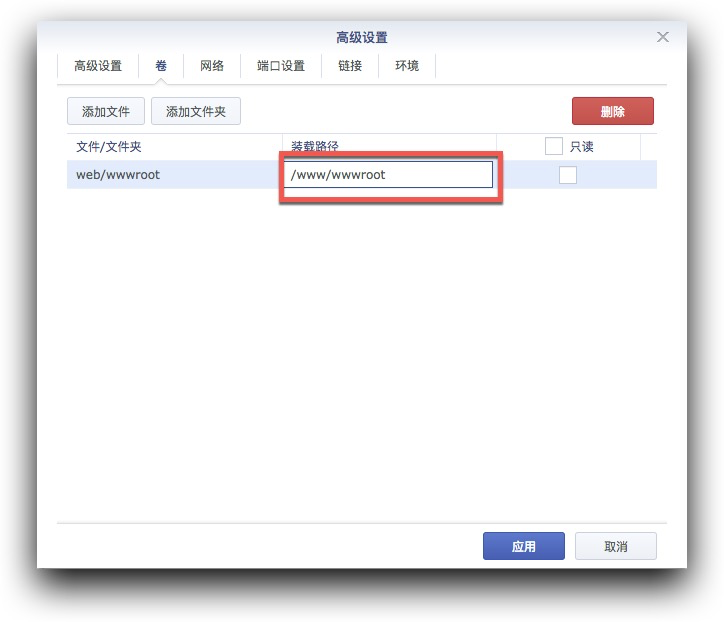 高级设置
高级设置 卷 网络 端口设置 链接 环境
添加文件 添加文件夹 删除
文件/文件夹 装载路径 只读
web/wwwroot /www/wwwroot
应用 取消